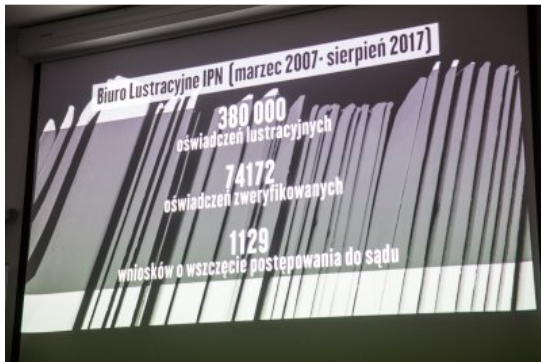 Biuro Lustracyjne IPN (marzec 2007- sierpień 2017)
380 000
oświadczeń lustracyjnych
74172
oświadczeń zweryfikowanych
1129
wniosków o wszczęcie postępowania do sądu